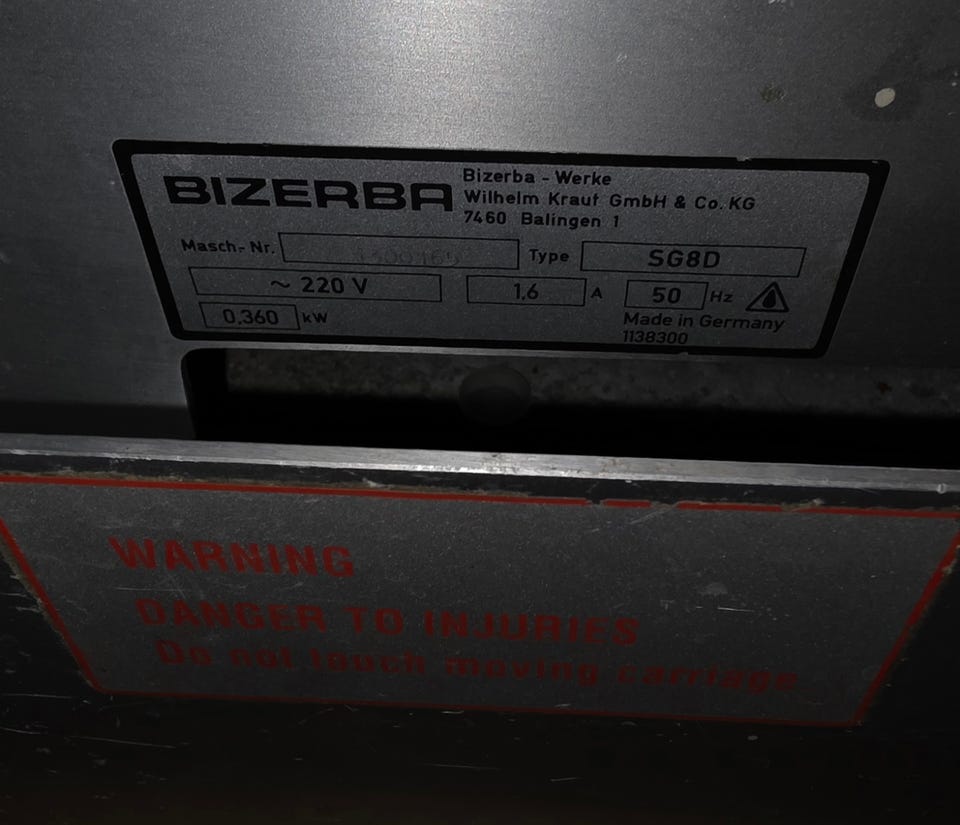 BIZERBA
Bizerba - Werke
Wilhelm Kraut GmbH & Co. KG
7460 Balingen 1
Masch.- Nr. Type SG8D
~ 220 V 1,6 A 50 Hz
0,360 kW
Made in Germany
1138300
WARNING
DANGER TO INJURIES
Do not touch moving carriage